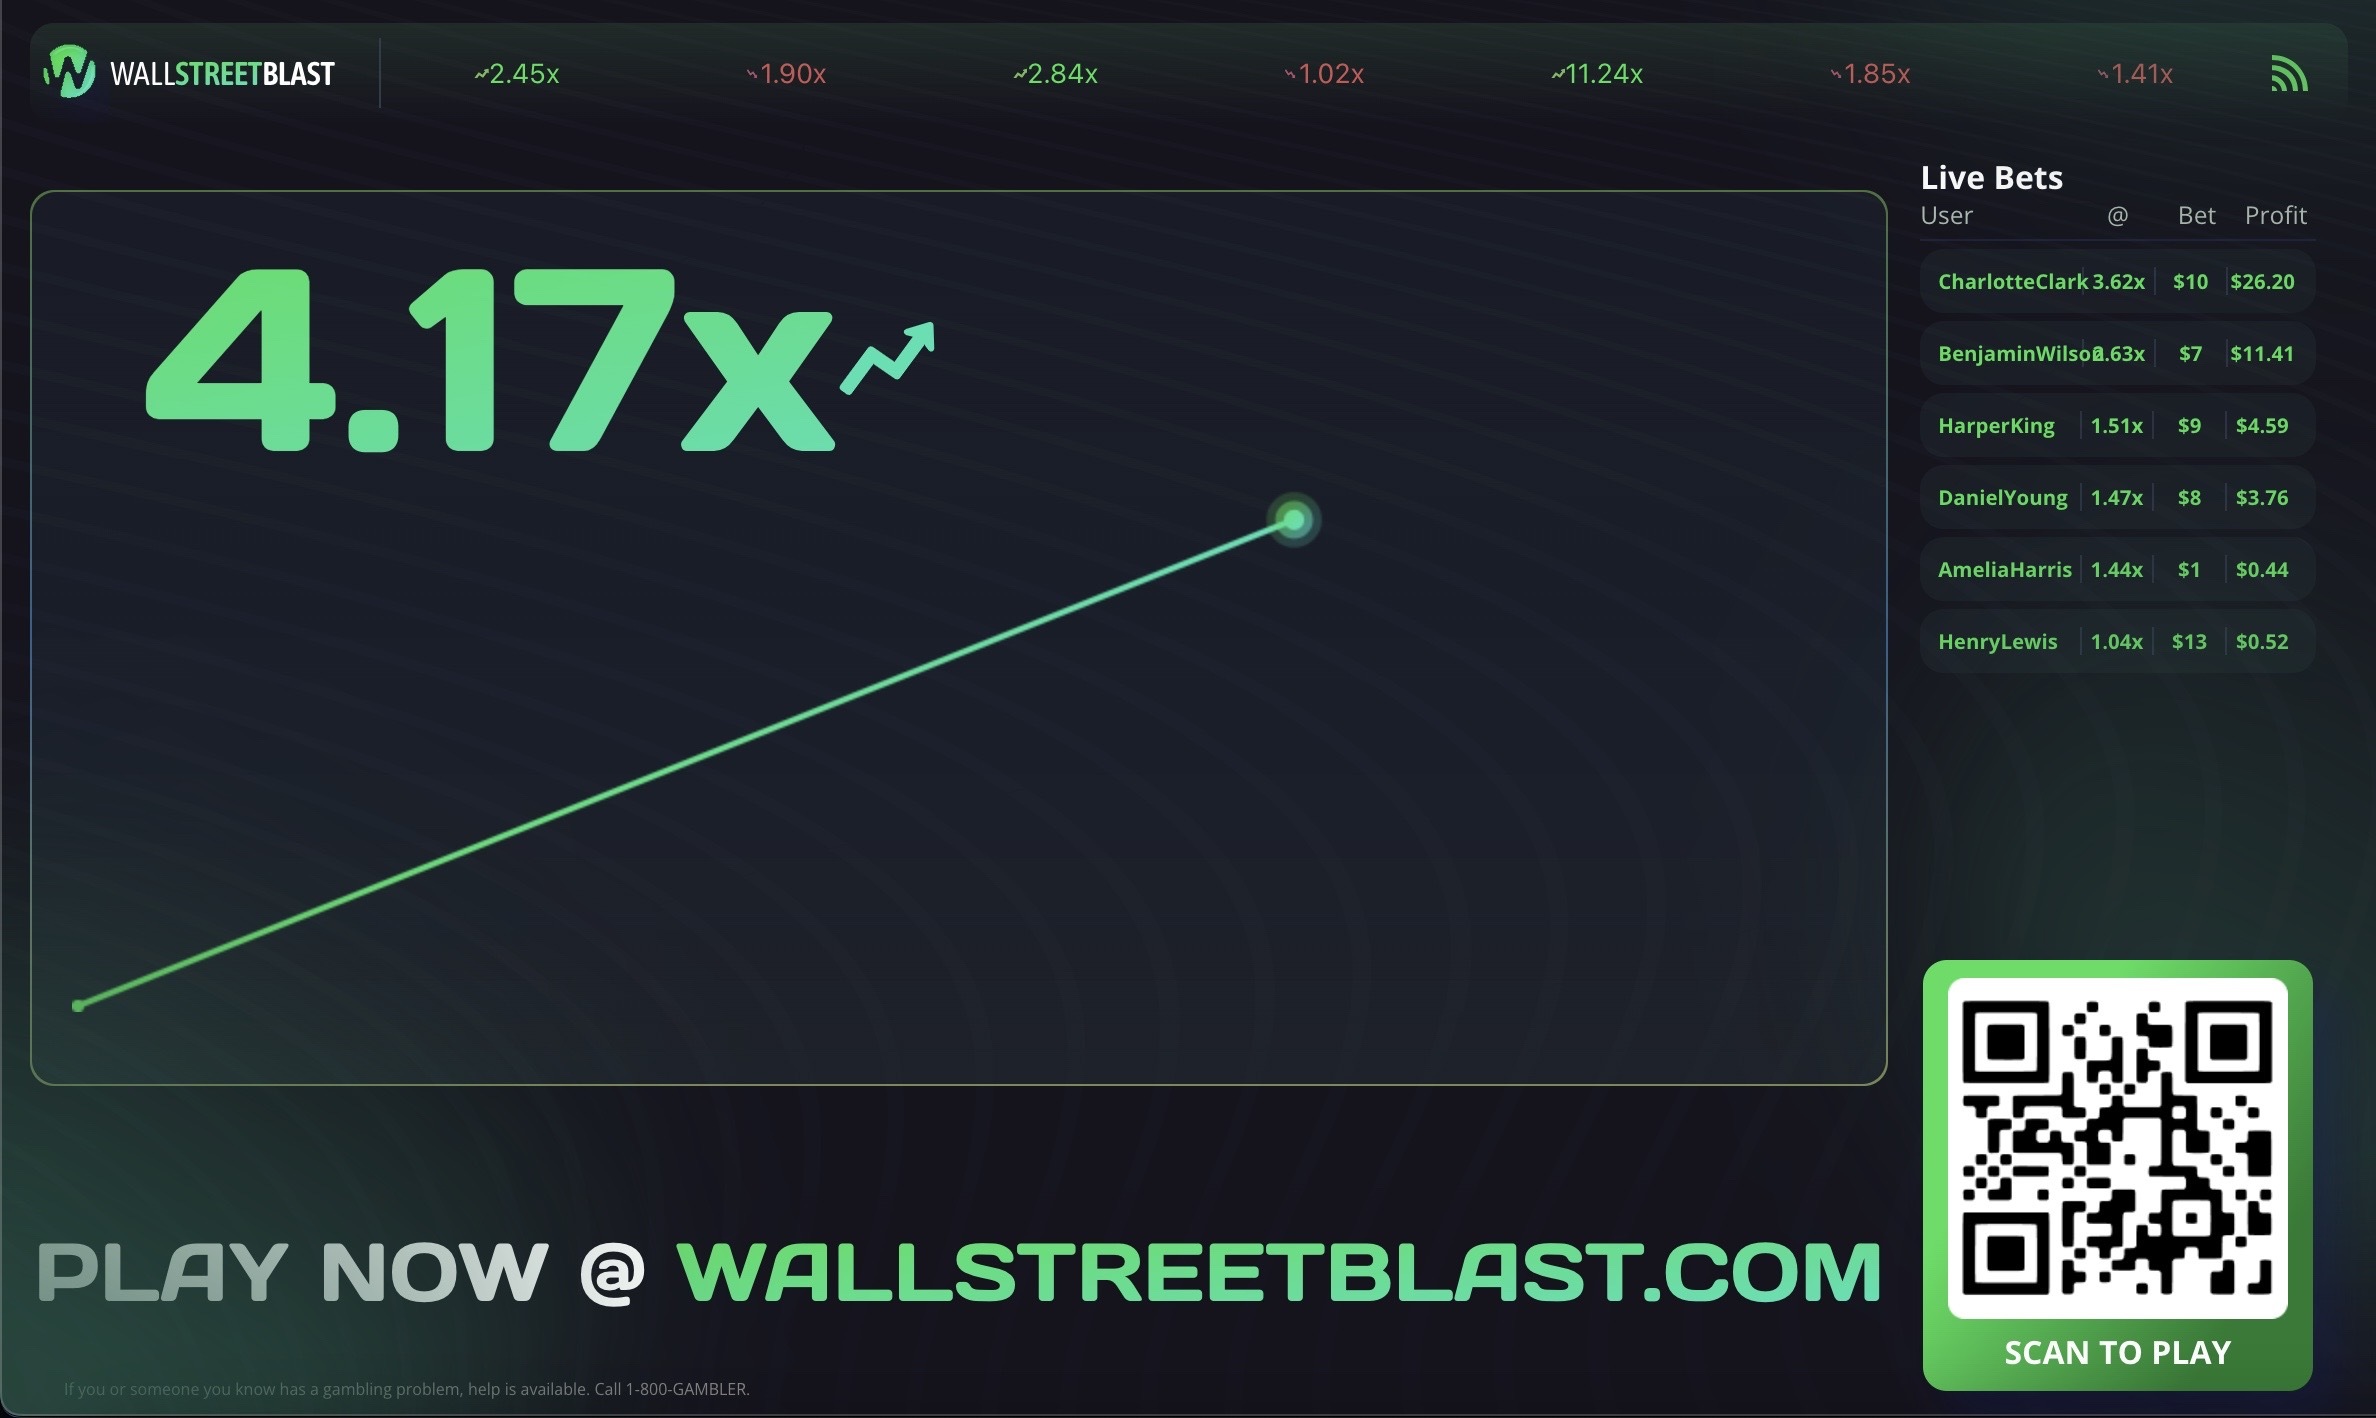 WALLSTREETBLAST
2.45x 1.90x 2.84x 1.02x 11.24x 1.85x 1.41x
4.17x
Live Bets
User @ Bet Profit
CharlotteClark 3.62x $10 $26.20
BenjaminWilson 2.63x $7 $11.41
HarperKing 1.51x $9 $4.59
DanielYoung 1.47x $8 $3.76
AmeliaHarris 1.44x $1 $0.44
HenryLewis 1.04x $13 $0.52
PLAY NOW @ WALLSTREETBLAST.COM
SCAN TO PLAY
If you or someone you know has a gambling problem, help is available. Call 1-800-GAMBLER.